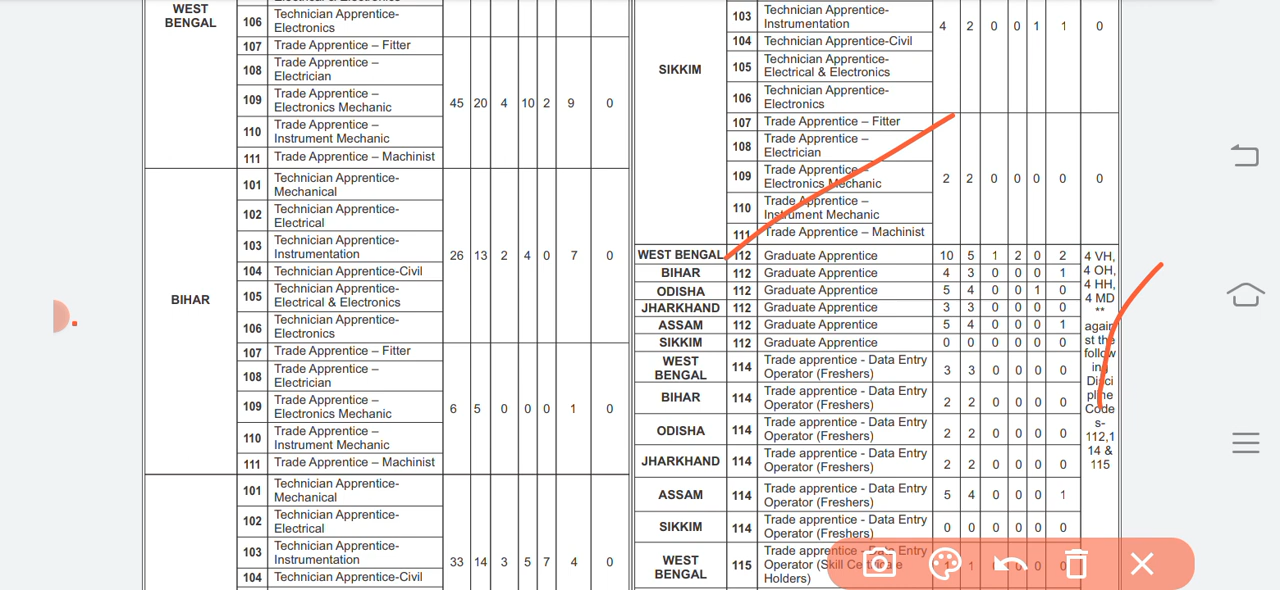 WEST
BENGAL
106 Technician Apprentice-
Electronics
107 Trade Apprentice – Fitter
108 Trade Apprentice –
Electrician
109 Trade Apprentice –
Electronics Mechanic
110 Trade Apprentice –
Instrument Mechanic
111 Trade Apprentice – Machinist
45 20 4 10 2 9 0
BIHAR
101 Technician Apprentice-
Mechanical
102 Technician Apprentice-
Electrical
103 Technician Apprentice-
Instrumentation
104 Technician Apprentice-Civil
105 Technician Apprentice-
Electrical & Electronics
106 Technician Apprentice-
Electronics
26 13 2 4 0 7 0
107 Trade Apprentice – Fitter
108 Trade Apprentice –
Electrician
109 Trade Apprentice –
Electronics Mechanic
110 Trade Apprentice –
Instrument Mechanic
111 Trade Apprentice – Machinist
6 5 0 0 0 1 0
101 Technician Apprentice-
Mechanical
102 Technician Apprentice-
Electrical
103 Technician Apprentice-
Instrumentation
104 Technician Apprentice-Civil
33 14 3 5 7 4 0
SIKKIM
103 Technician Apprentice-
Instrumentation
104 Technician Apprentice-Civil
105 Technician Apprentice-
Electrical & Electronics
106 Technician Apprentice-
Electronics
4 2 0 0 1 1 0
107 Trade Apprentice – Fitter
108 Trade Apprentice –
Electrician
109 Trade Apprentice –
Electronics Mechanic
110 Trade Apprentice –
Instrument Mechanic
111 Trade Apprentice – Machinist
2 2 0 0 0 0 0
WEST BENGAL 112 Graduate Apprentice 10 5 1 2 0 2
BIHAR 112 Graduate Apprentice 4 3 0 0 0 1
ODISHA 112 Graduate Apprentice 5 4 0 0 1 0
JHARKHAND 112 Graduate Apprentice 3 3 0 0 0 0
ASSAM 112 Graduate Apprentice 5 4 0 0 0 1
SIKKIM 112 Graduate Apprentice 0 0 0 0 0 0
WEST
BENGAL
114 Trade apprentice - Data Entry
Operator (Freshers)
3 3 0 0 0 0
BIHAR 114 Trade apprentice - Data Entry
Operator (Freshers)
2 2 0 0 0 0
ODISHA 114 Trade apprentice - Data Entry
Operator (Freshers)
2 2 0 0 0 0
JHARKHAND 114 Trade apprentice - Data Entry
Operator (Freshers)
2 2 0 0 0 0
ASSAM 114 Trade apprentice - Data Entry
Operator (Freshers)
5 4 0 0 0 1
SIKKIM 114 Trade apprentice - Data Entry
Operator (Freshers)
0 0 0 0 0 0
WEST
BENGAL
115 Trade apprentice - Data Entry
Operator (Skill Certificate
Holders)
4 VH,
4 OH,
4 HH,
4 MD
**
again
st the
follow
ing
Disci
pline
Code
s-
112,1
14 &
115